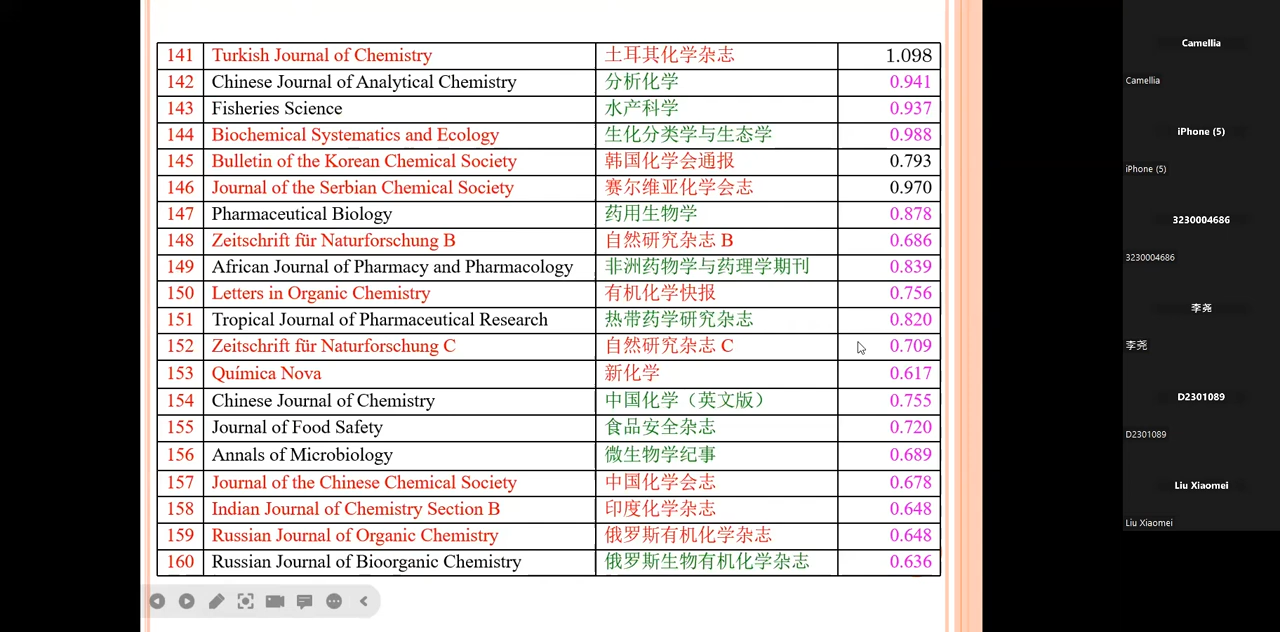 141 Turkish Journal of Chemistry 土耳其化学杂志 1.098
142 Chinese Journal of Analytical Chemistry 分析化学 0.941
143 Fisheries Science 水产科学 0.937
144 Biochemical Systematics and Ecology 生化分类学与生态学 0.988
145 Bulletin of the Korean Chemical Society 韩国化学会通报 0.793
146 Journal of the Serbian Chemical Society 赛尔维亚化学会志 0.970
147 Pharmaceutical Biology 药用生物学 0.878
148 Zeitschrift für Naturforschung B 自然研究杂志 B 0.686
149 African Journal of Pharmacy and Pharmacology 非洲药物学与药理学期刊 0.839
150 Letters in Organic Chemistry 有机化学快报 0.756
151 Tropical Journal of Pharmaceutical Research 热带药学研究杂志 0.820
152 Zeitschrift für Naturforschung C 自然研究杂志 C 0.709
153 Química Nova 新化学 0.617
154 Chinese Journal of Chemistry 中国化学（英文版） 0.755
155 Journal of Food Safety 食品安全杂志 0.720
156 Annals of Microbiology 微生物学纪事 0.689
157 Journal of the Chinese Chemical Society 中国化学会志 0.678
158 Indian Journal of Chemistry Section B 印度化学杂志 0.648
159 Russian Journal of Organic Chemistry 俄罗斯有机化学杂志 0.648
160 Russian Journal of Bioorganic Chemistry 俄罗斯生物有机化学杂志 0.636
Camellia
Camellia
iPhone (5)
iPhone (5)
3230004686
3230004686
李尧
李尧
D2301089
D2301089
Liu Xiaomei
Liu Xiaomei